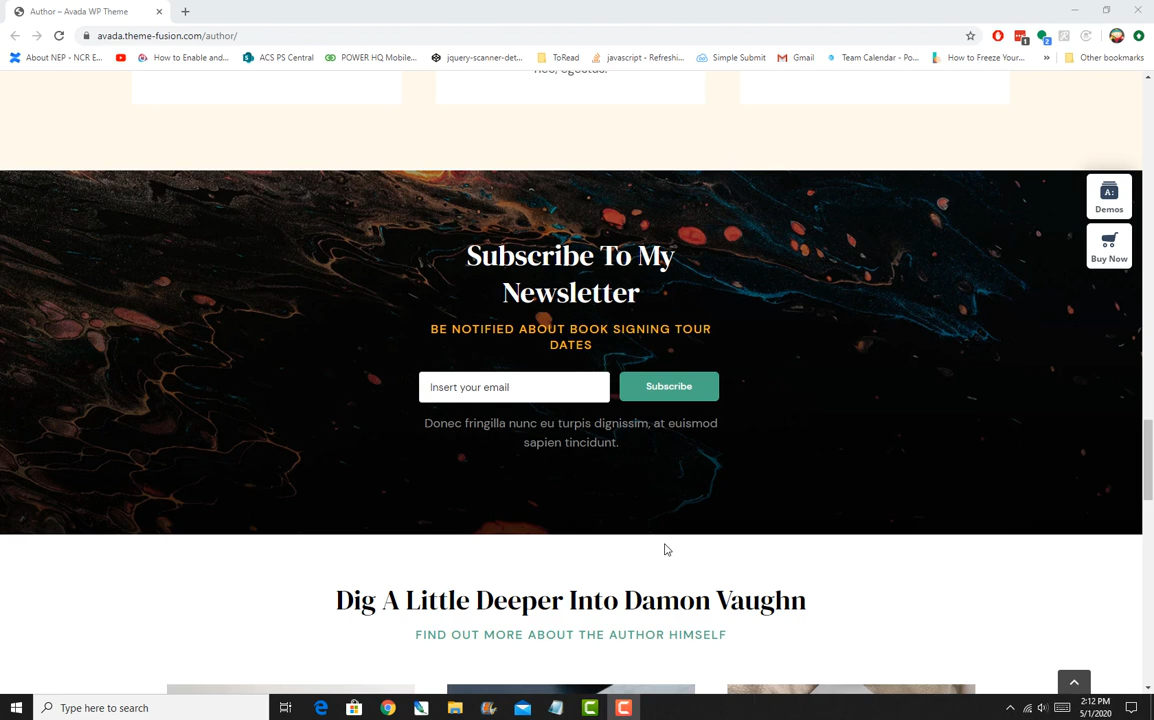 Author – Avada WP Theme
avada.theme-fusion.com/author/
About NEP - NCR E... How to Enable and... ACS PS Central POWER HQ Mobile... jquery-scanner-det... ToRead javascript - Refreshi... Simple Submit Gmail Team Calendar - Po... How to Freeze Your... » Other bookmarks
Demos
Buy Now
Subscribe To My
Newsletter
BE NOTIFIED ABOUT BOOK SIGNING TOUR
DATES
Insert your email Subscribe
Donec fringilla nunc eu turpis dignissim, at euismod
sapien tincidunt.
Dig A Little Deeper Into Damon Vaughn
FIND OUT MORE ABOUT THE AUTHOR HIMSELF
Type here to search
2:12 PM
5/1/2020